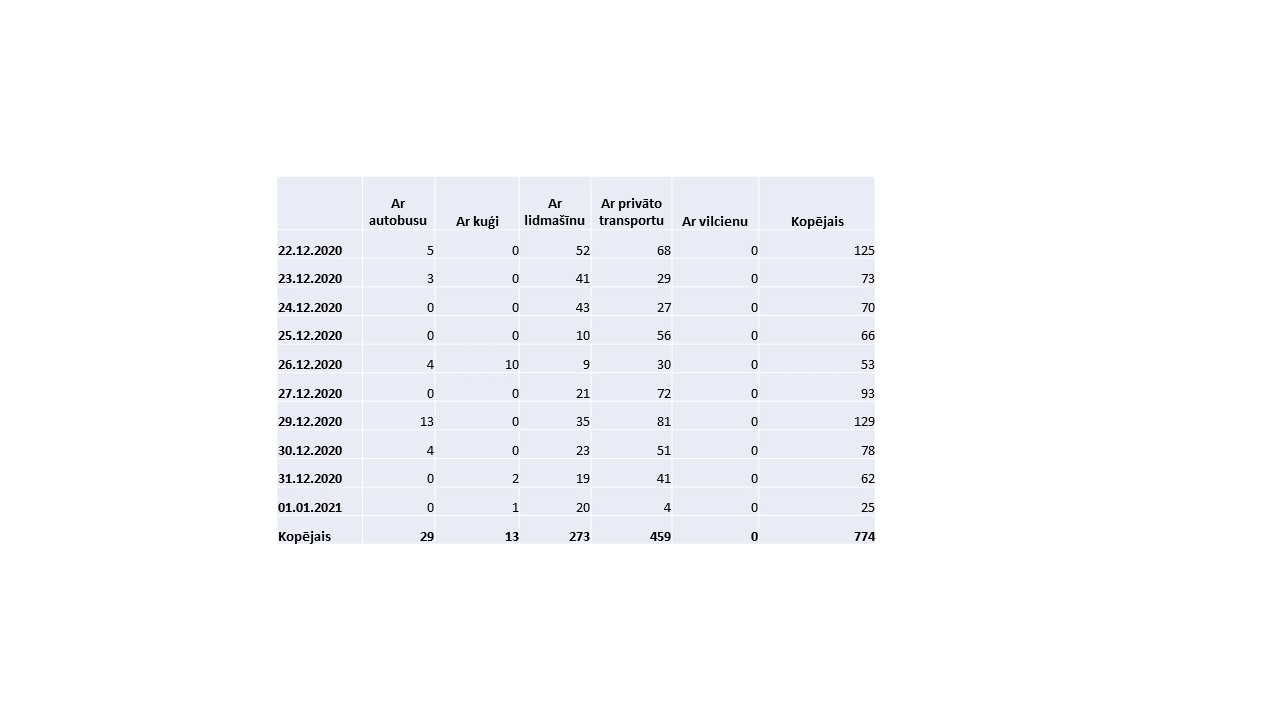 Ar autobusu Ar kuģi Ar lidmašīnu Ar privāto transportu Ar vilcienu Kopējais
22.12.2020 5 0 52 68 0 125
23.12.2020 3 0 41 29 0 73
24.12.2020 0 0 43 27 0 70
25.12.2020 0 0 10 56 0 66
26.12.2020 4 10 9 30 0 53
27.12.2020 0 0 21 72 0 93
29.12.2020 13 0 35 81 0 129
30.12.2020 4 0 23 51 0 78
31.12.2020 0 2 19 41 0 62
01.01.2021 0 1 20 4 0 25
Kopējais 29 13 273 459 0 774